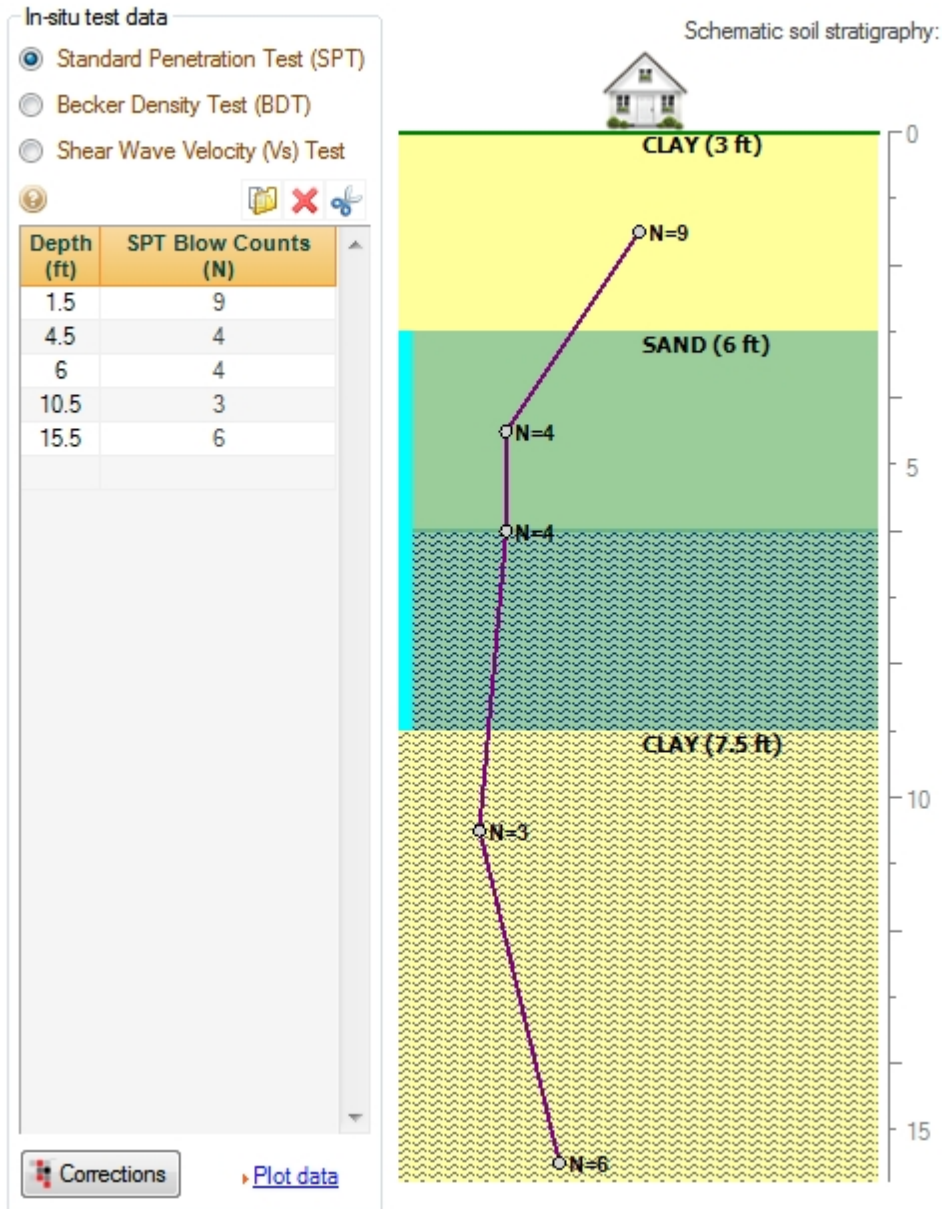 In-situ test data
Standard Penetration Test (SPT)
Becker Density Test (BDT)
Shear Wave Velocity (Vs) Test
Depth (ft) SPT Blow Counts (N)
1.5 9
4.5 4
6 4
10.5 3
15.5 6
Corrections
Plot data
Schematic soil stratigraphy:
0
CLAY (3 ft)
N=9
SAND (6 ft)
N=4
5
N=4
CLAY (7.5 ft)
10
N=3
15
N=6